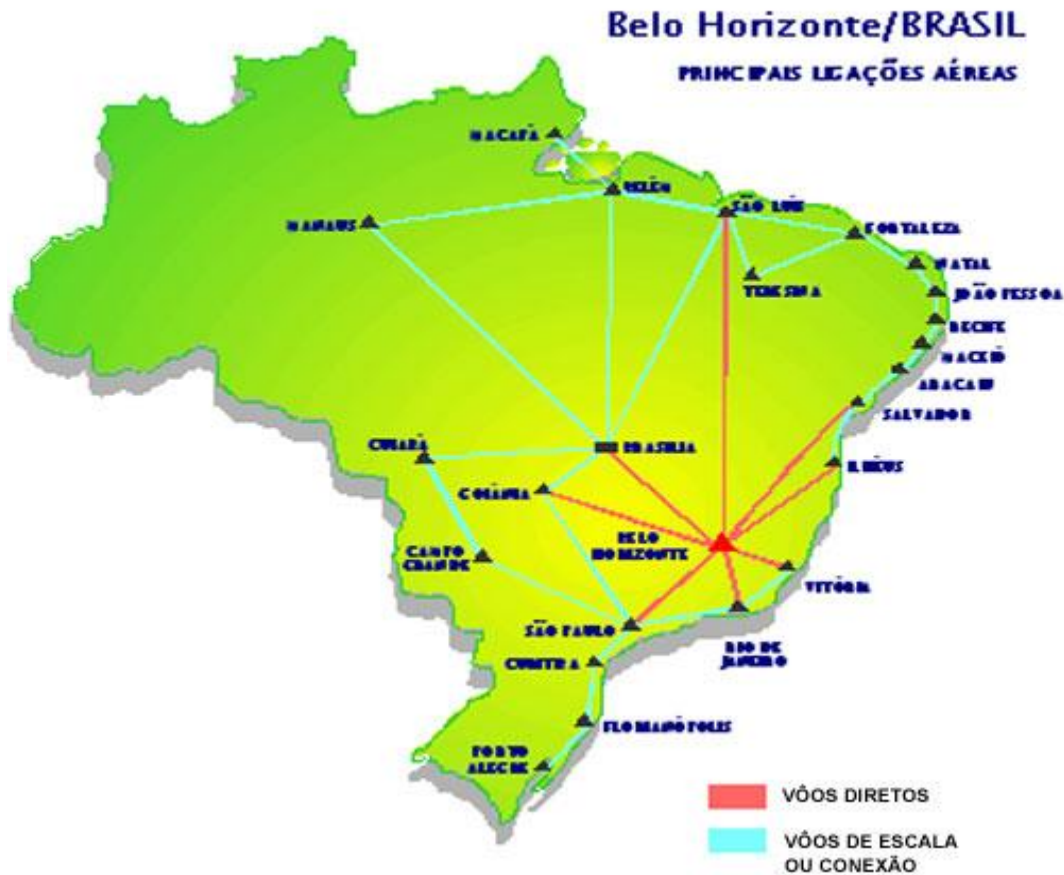 Belo Horizonte/BRASIL
PRINCIPAIS LIGAÇÕES AÉREAS
MACAPÁ
BELÉM
SÃO LUÍS
MANAUS
FORTALEZA
NATAL
TERESINA
JOÃO PESSOA
RECIFE
MACEIÓ
ARACAJU
SALVADOR
CUIABÁ
BRASILIA
ILHÉUS
GOIÂNIA
BELO
HORIZONTE
CAMPO
GRANDE
VITÓRIA
SÃO PAULO
RIO DE
JANEIRO
CURITIBA
FLORIANÓPOLIS
PORTO
ALEGRE
VÔOS DIRETOS
VÔOS DE ESCALA
OU CONEXÃO